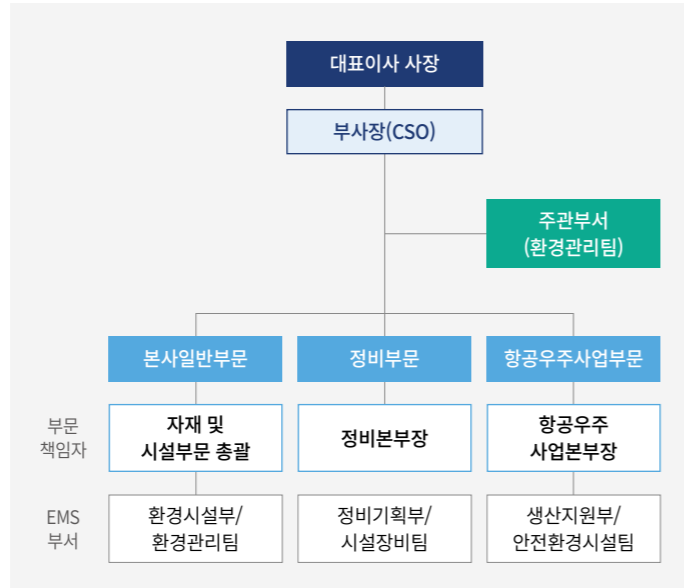 대표이사 사장
부사장(CSO)
주관부서
(환경관리팀)
본사일반부문
정비부문
항공우주사업부문
부문
책임자
자재 및
시설부문 총괄
정비본부장
항공우주
사업본부장
EMS
부서
환경시설부/
환경관리팀
정비기획부/
시설장비팀
생산지원부/
안전환경시설팀